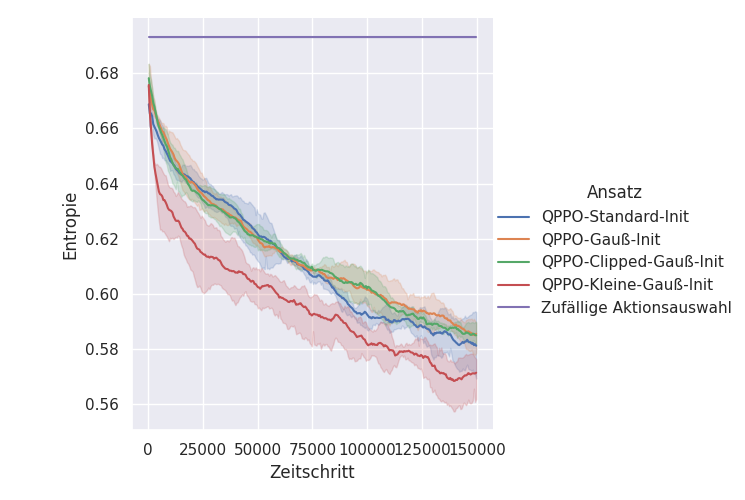 0.68
0.66
0.64
0.62
0.60
0.58
0.56
Entropie
0 25000 50000 75000 100000 125000 150000
Zeitschritt
Ansatz
QPPO-Standard-Init
QPPO-Gauß-Init
QPPO-Clipped-Gauß-Init
QPPO-Kleine-Gauß-Init
Zufällige Aktionsauswahl